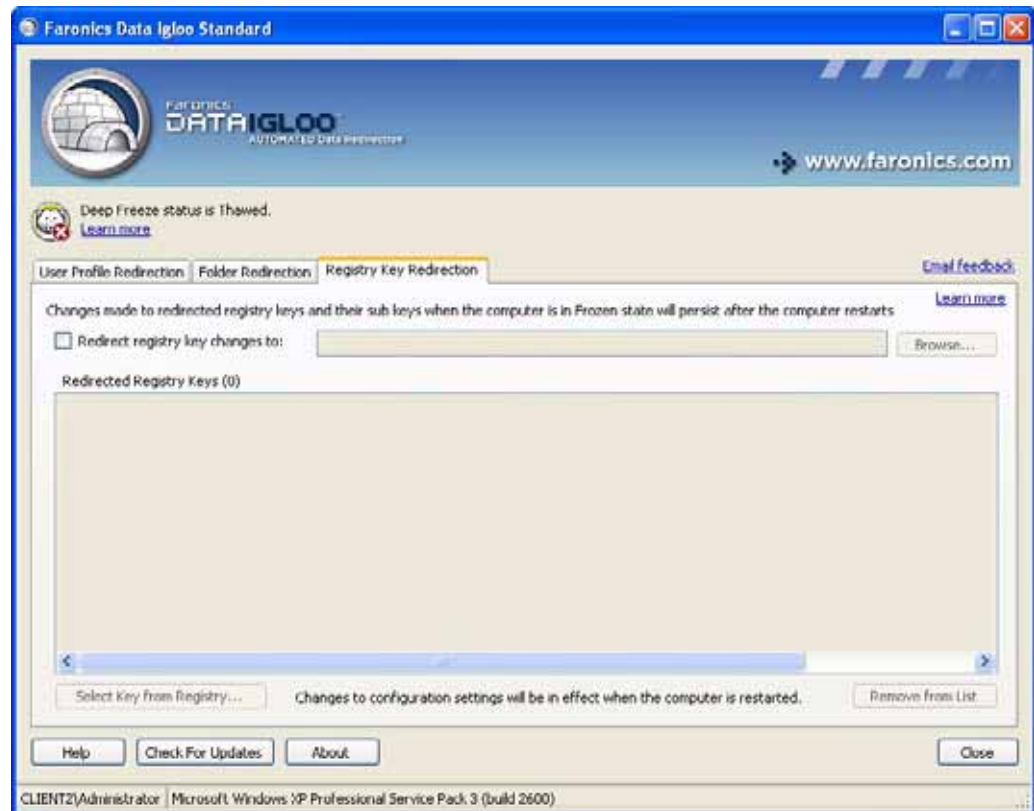 Faronics Data Igloo Standard
FARONICS
DATAIGLOO
AUTOMATED Data Redirection
www.faronics.com
Deep Freeze status is Thawed.
Learn more
User Profile Redirection
Folder Redirection
Registry Key Redirection
Email feedback
Learn more
Changes made to redirected registry keys and their sub keys when the computer is in Frozen state will persist after the computer restarts
Redirect registry key changes to:
Browse...
Redirected Registry Keys (0)
Select Key from Registry...
Changes to configuration settings will be in effect when the computer is restarted.
Remove from List
Help
Check For Updates
About
Close
CLIENT2\Administrator
Microsoft Windows XP Professional Service Pack 3 (build 2600)